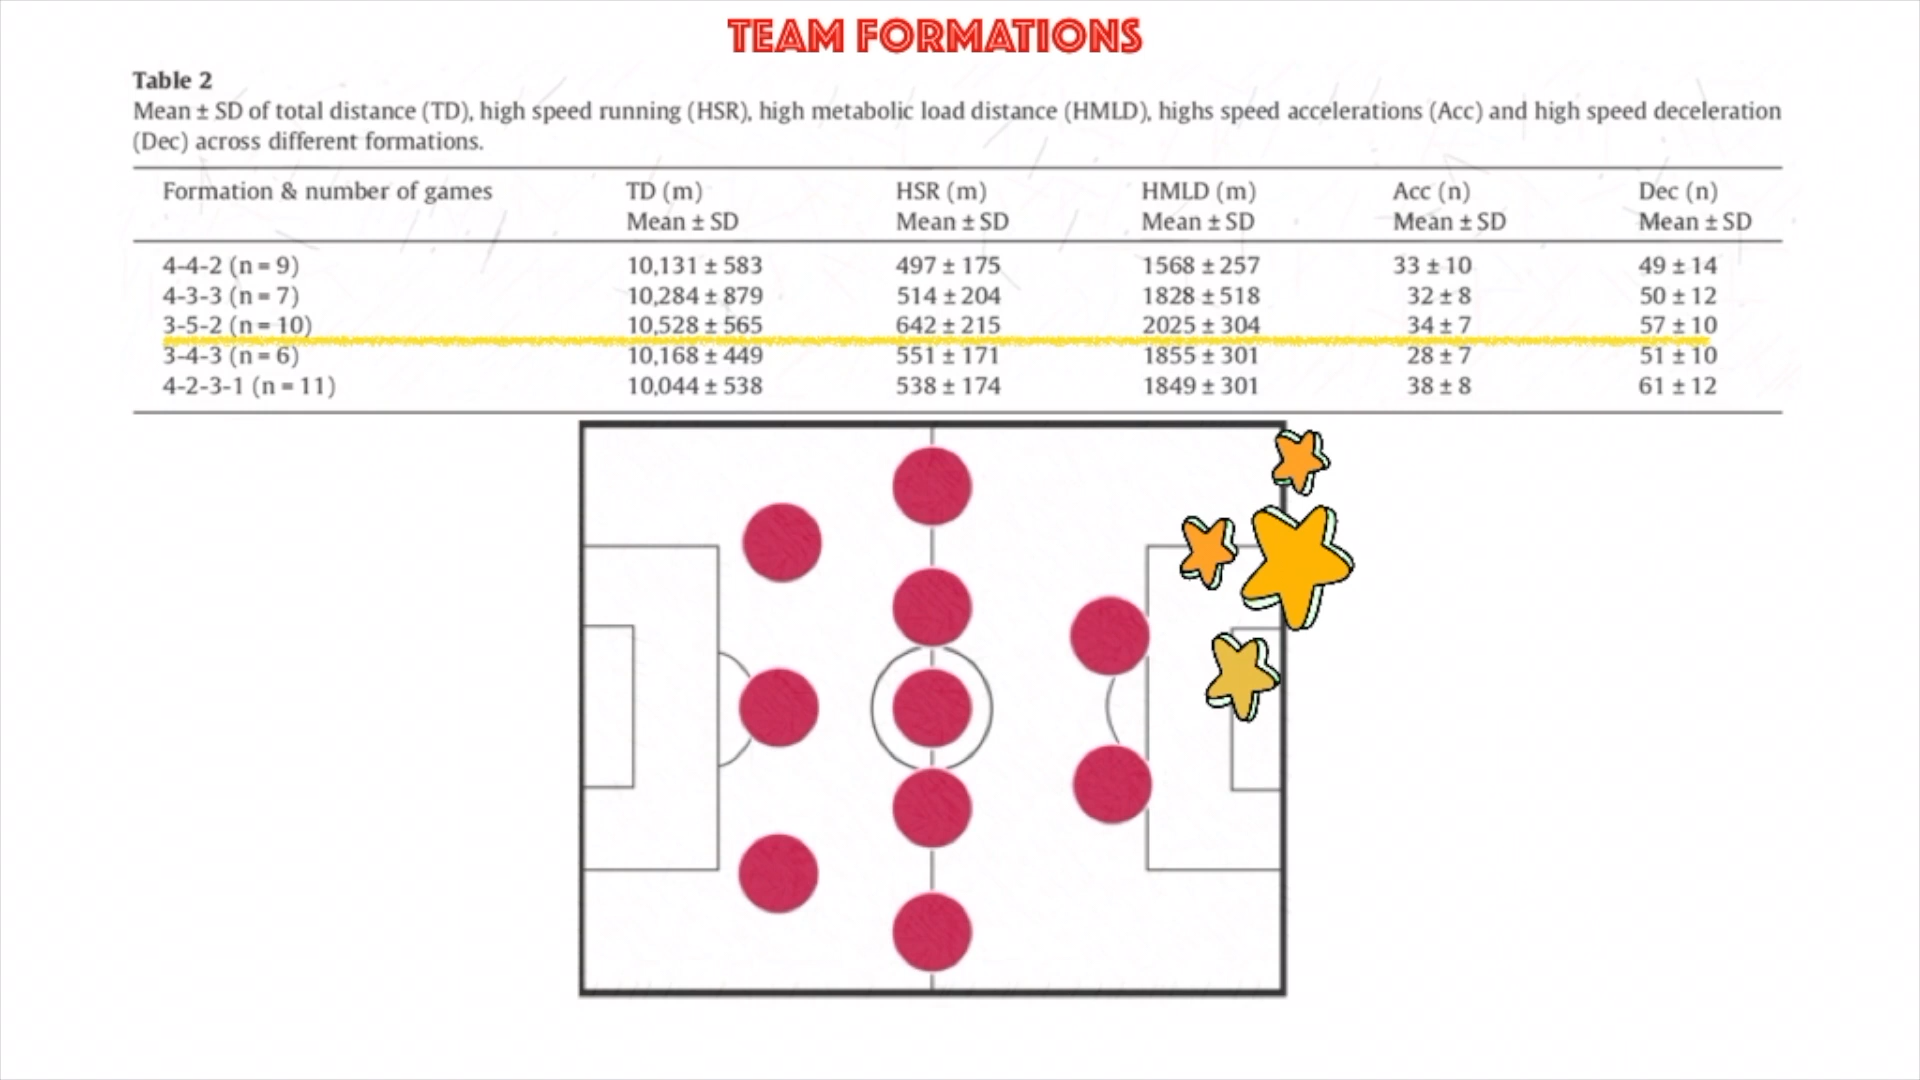 TEAM FORMATIONS
Table 2
Mean ± SD of total distance (TD), high speed running (HSR), high metabolic load distance (HMLD), highs speed accelerations (Acc) and high speed deceleration
(Dec) across different formations.
Formation & number of games TD (m) HSR (m) HMLD (m) Acc (n) Dec (n)
Mean ± SD Mean ± SD Mean ± SD Mean ± SD Mean ± SD
4-4-2 (n = 9) 10,131 ± 583 497 ± 175 1568 ± 257 33 ± 10 49 ± 14
4-3-3 (n = 7) 10,284 ± 879 514 ± 204 1828 ± 518 32 ± 8 50 ± 12
3-5-2 (n = 10) 10,528 ± 565 642 ± 215 2025 ± 304 34 ± 7 57 ± 10
3-4-3 (n = 6) 10,168 ± 449 551 ± 171 1855 ± 301 28 ± 7 51 ± 10
4-2-3-1 (n = 11) 10,044 ± 538 538 ± 174 1849 ± 301 38 ± 8 61 ± 12